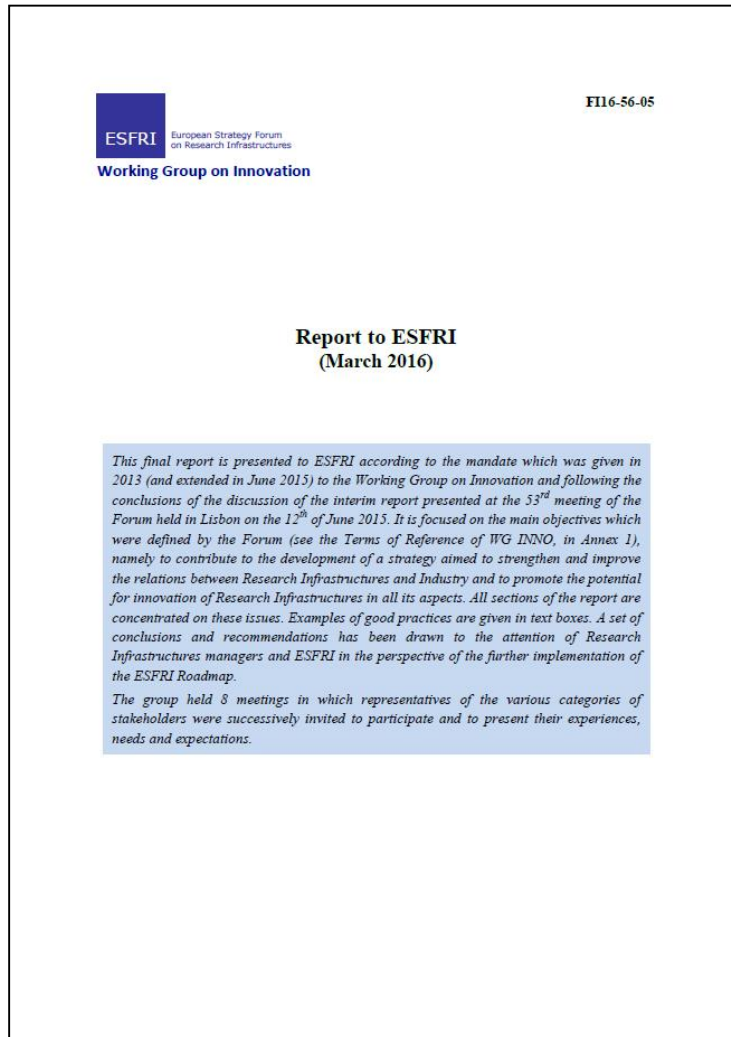 FI16-56-05
ESFRI
European Strategy Forum
on Research Infrastructures
Working Group on Innovation
Report to ESFRI
(March 2016)
This final report is presented to ESFRI according to the mandate which was given in
2013 (and extended in June 2015) to the Working Group on Innovation and following the
conclusions of the discussion of the interim report presented at the 53rd meeting of the
Forum held in Lisbon on the 12th of June 2015. It is focused on the main objectives which
were defined by the Forum (see the Terms of Reference of WG INNO, in Annex 1),
namely to contribute to the development of a strategy aimed to strengthen and improve
the relations between Research Infrastructures and Industry and to promote the potential
for innovation of Research Infrastructures in all its aspects. All sections of the report are
concentrated on these issues. Examples of good practices are given in text boxes. A set of
conclusions and recommendations has been drawn to the attention of Research
Infrastructures managers and ESFRI in the perspective of the further implementation of
the ESFRI Roadmap.
The group held 8 meetings in which representatives of the various categories of
stakeholders were successively invited to participate and to present their experiences,
needs and expectations.